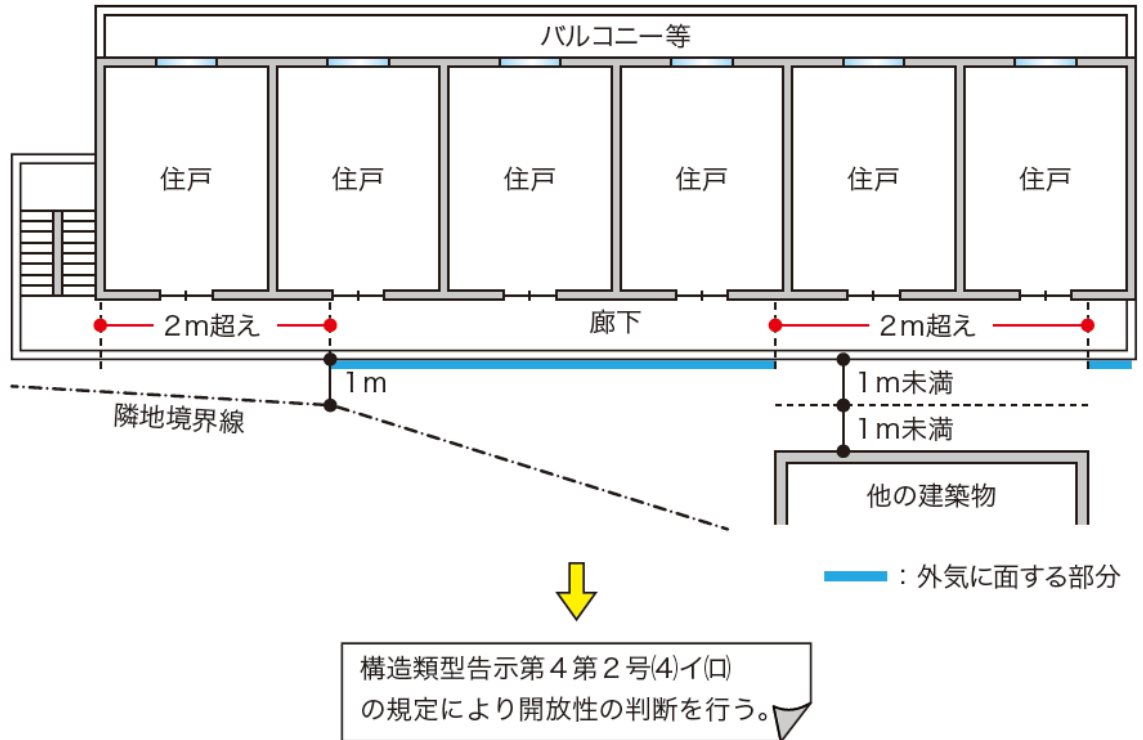 バルコニー等
住戸 住戸 住戸 住戸 住戸 住戸
2m超え 廊下 2m超え
1m 1m未満
隣地境界線 1m未満
他の建築物
：外気に面する部分
構造類型告示第4第2号⑷イ㈺
の規定により開放性の判断を行う。